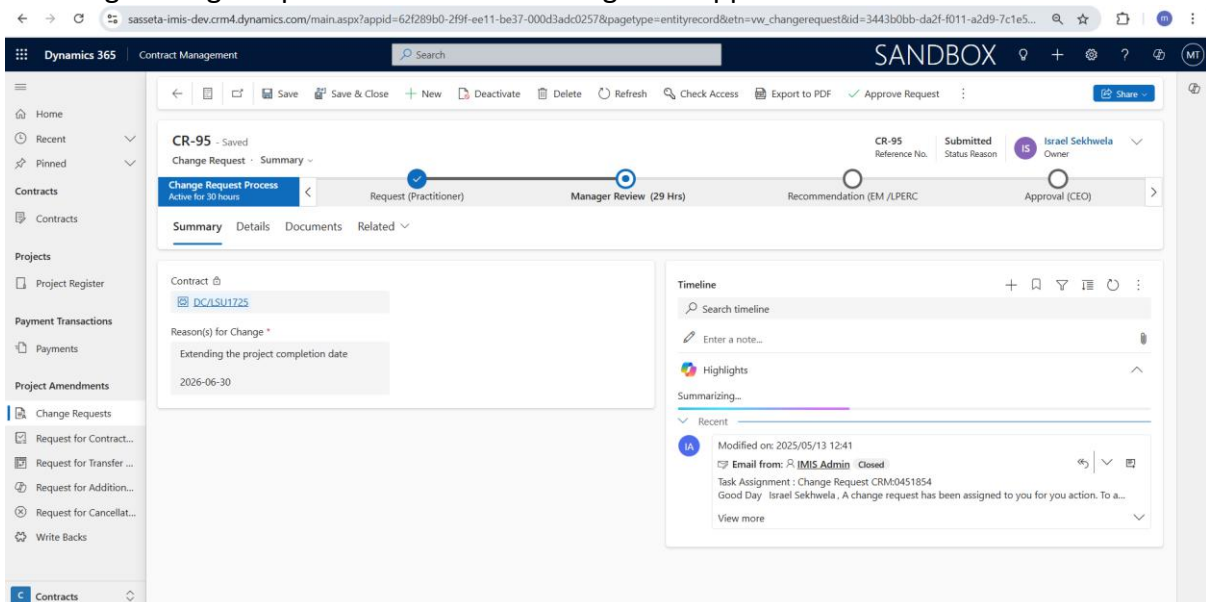 sasseta-imis-dev.crm4.dynamics.com/main.aspx?appid=62f289b0-2f9f-ee11-be37-000d3adc0257&pagetype=entityrecord&etn=vw_changerequest&id=3443b0bb-da2f-f011-a2d9-7c1e5...
Dynamics 365 Contract Management Search SANDBOX MT
Save Save & Close New Deactivate Delete Refresh Check Access Export to PDF Approve Request Share
Home
Recent
Pinned
Contracts
Contracts
Projects
Project Register
Payment Transactions
Payments
Project Amendments
Change Requests
Request for Contract...
Request for Transfer ...
Request for Addition...
Request for Cancellat...
Write Backs
C Contracts
CR-95 - Saved
Change Request · Summary
CR-95
Reference No.
Submitted
Status Reason
IS
Israel Sekhwela
Owner
Change Request Process
Active for 30 hours
Request (Practitioner)
Manager Review (29 Hrs)
Recommendation (EM /LPERC
Approval (CEO)
Summary Details Documents Related
Contract
DC/LSU1725
Reason(s) for Change *
Extending the project completion date
2026-06-30
Timeline
Search timeline
Enter a note...
Highlights
Summarizing...
Recent
IA
Modified on: 2025/05/13 12:41
Email from: IMIS Admin Closed
Task Assignment : Change Request CRM:0451854
Good Day Israel Sekhwela , A change request has been assigned to you for you action. To a...
View more